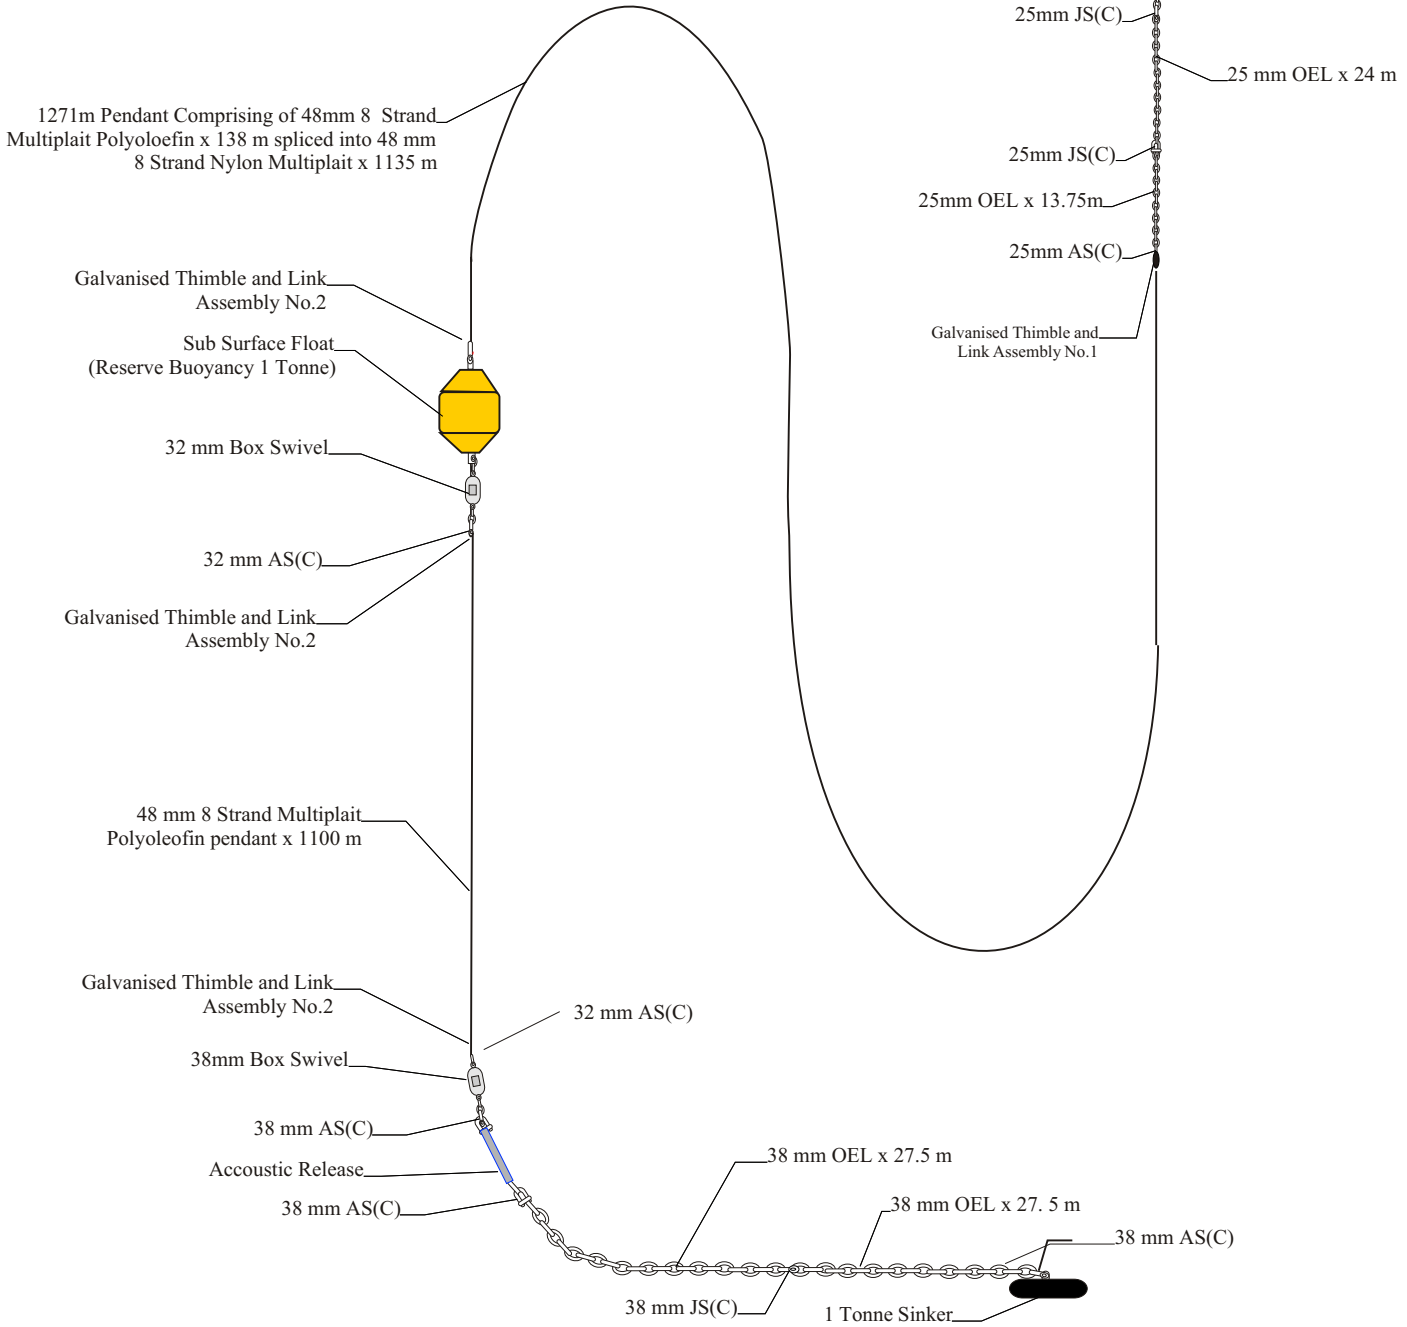 25mm JS(C)
25 mm OEL x 24 m
1271m Pendant Comprising of 48mm 8 Strand
Multiplait Polyoloefin x 138 m spliced into 48 mm
8 Strand Nylon Multiplait x 1135 m
25mm JS(C)
25mm OEL x 13.75m
25mm AS(C)
Galvanised Thimble and Link
Assembly No.2
Galvanised Thimble and
Link Assembly No.1
Sub Surface Float
(Reserve Buoyancy 1 Tonne)
32 mm Box Swivel
32 mm AS(C)
Galvanised Thimble and Link
Assembly No.2
48 mm 8 Strand Multiplait
Polyoleofin pendant x 1100 m
Galvanised Thimble and Link
Assembly No.2
32 mm AS(C)
38mm Box Swivel
38 mm AS(C)
Accoustic Release
38 mm AS(C)
38 mm OEL x 27.5 m
38 mm OEL x 27. 5 m
38 mm AS(C)
38 mm JS(C)
1 Tonne Sinker